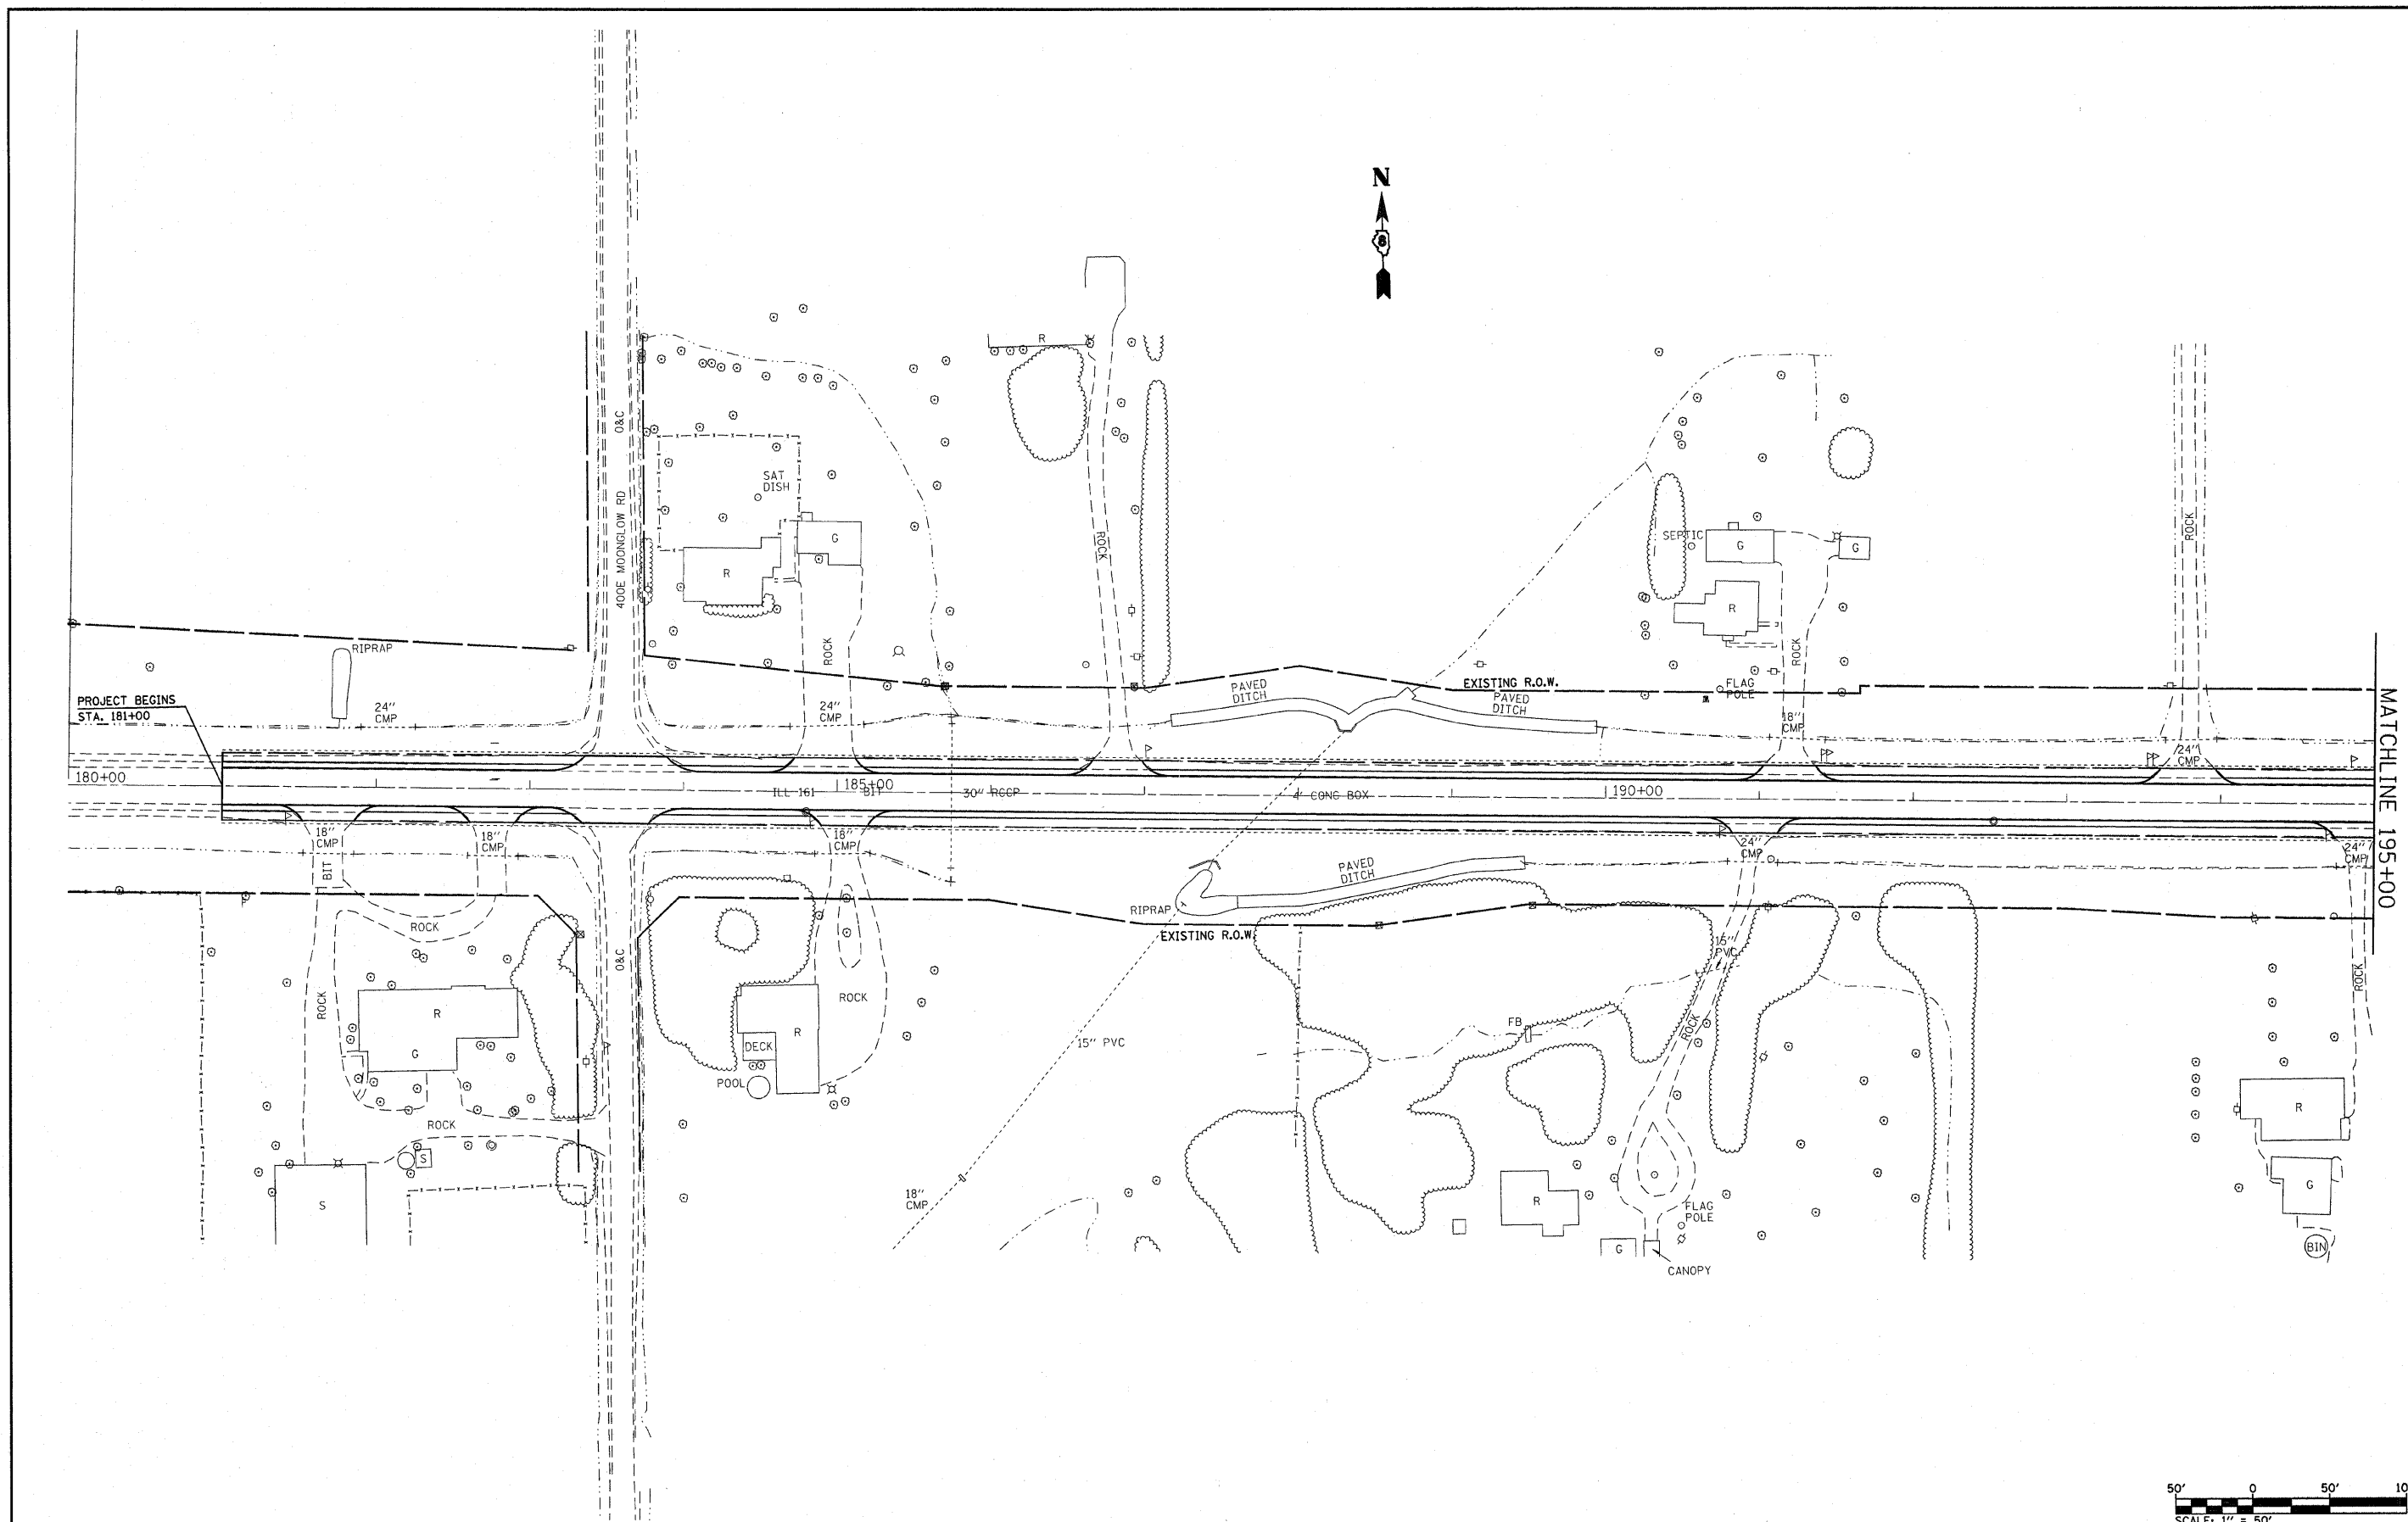 N
8
R
O&C
SAT
DISH
400E MOONGLOW RD
G
ROCK
ROCK
SEPTIC
G
G
R
R
ROCK
ROCK
RIPRAP
ROCK
PAVED
DITCH
EXISTING R.O.W.
PAVED
DITCH
FLAG
POLE
PROJECT BEGINS
STA. 181+00
24"
CMP
24"
CMP
18"
CMP
24"
CMP
MATCHLINE 195+00
180+00
185+00
190+00
ILL 161
BIT
30" RCCP
4' CONC BOX
18"
CMP
18"
CMP
18"
CMP
24"
CMP
24"
CMP
BIT
PAVED
DITCH
RIPRAP
EXISTING R.O.W.
ROCK
O&C
15"
PVC
ROCK
ROCK
ROCK
R
G
R
DECK
POOL
15" PVC
FB
ROCK
ROCK
S
S
18"
CMP
R
FLAG
POLE
G
CANOPY
R
G
BIN
50' 0 50' 10
SCALE: 1" = 50'